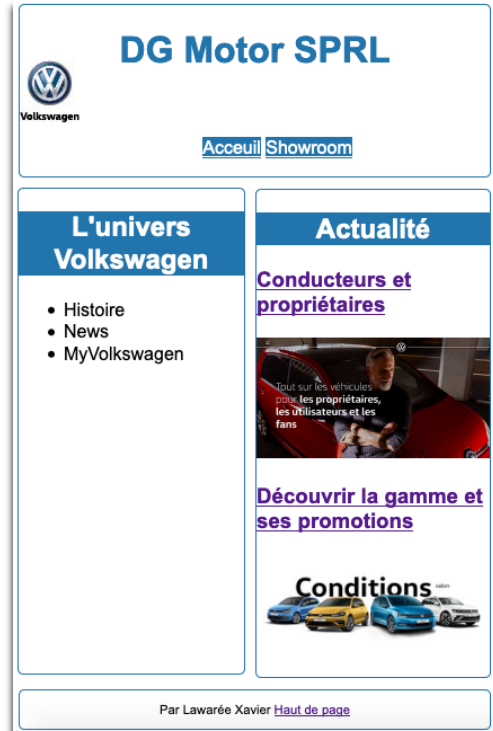 DG Motor SPRL
Volkswagen
Acceuil Showroom
L'univers
Volkswagen
Histoire
News
MyVolkswagen
Actualité
Conducteurs et
propriétaires
Tout sur les véhicules
pour les propriétaires,
les utilisateurs et les
fans
Découvrir la gamme et
ses promotions
Conditions salon
Par Lawarée Xavier Haut de page